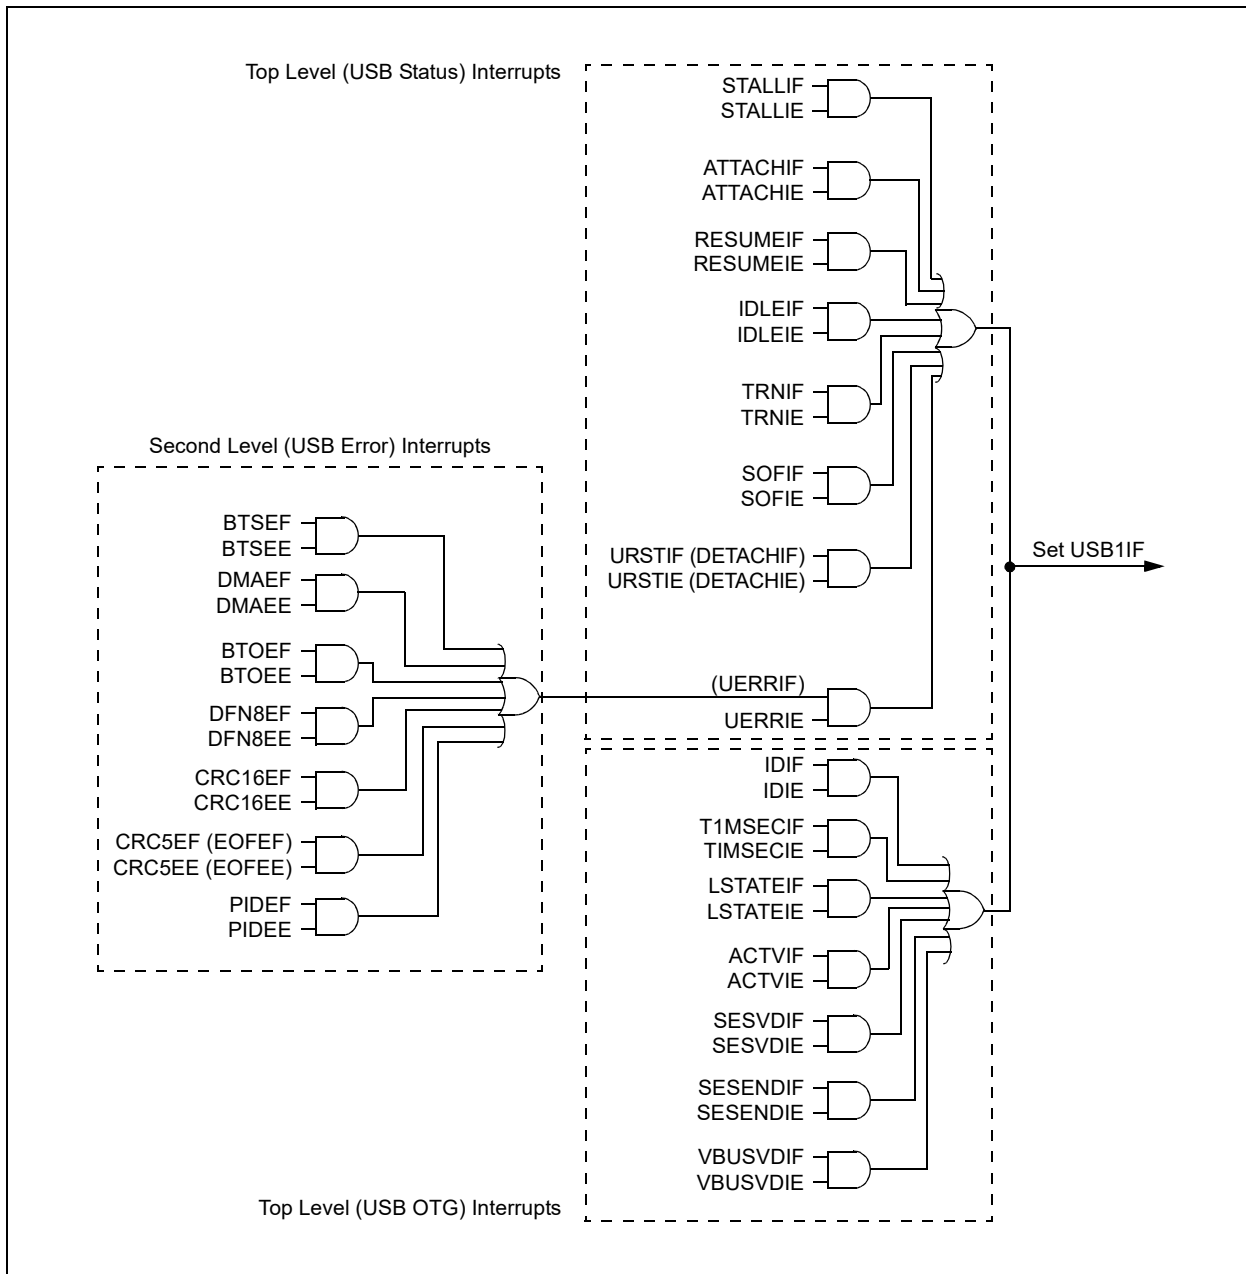 Top Level (USB Status) Interrupts
STALLIF
STALLIE
ATTACHIF
ATTACHIE
RESUMEIF
RESUMEIE
IDLEIF
IDLEIE
TRNIF
TRNIE
SOFIF
SOFIE
URSTIF (DETACHIF)
URSTIE (DETACHIE)
(UERRIF)
UERRIE
Set USB1IF
Second Level (USB Error) Interrupts
BTSEF
BTSEE
DMAEF
DMAEE
BTOEF
BTOEE
DFN8EF
DFN8EE
CRC16EF
CRC16EE
CRC5EF (EOFEF)
CRC5EE (EOFEE)
PIDEF
PIDEE
IDIF
IDIE
T1MSECIF
TIMSECIE
LSTATEIF
LSTATEIE
ACTVIF
ACTVIE
SESVDIF
SESVDIE
SESENDIF
SESENDIE
VBUSVDIF
VBUSVDIE
Top Level (USB OTG) Interrupts